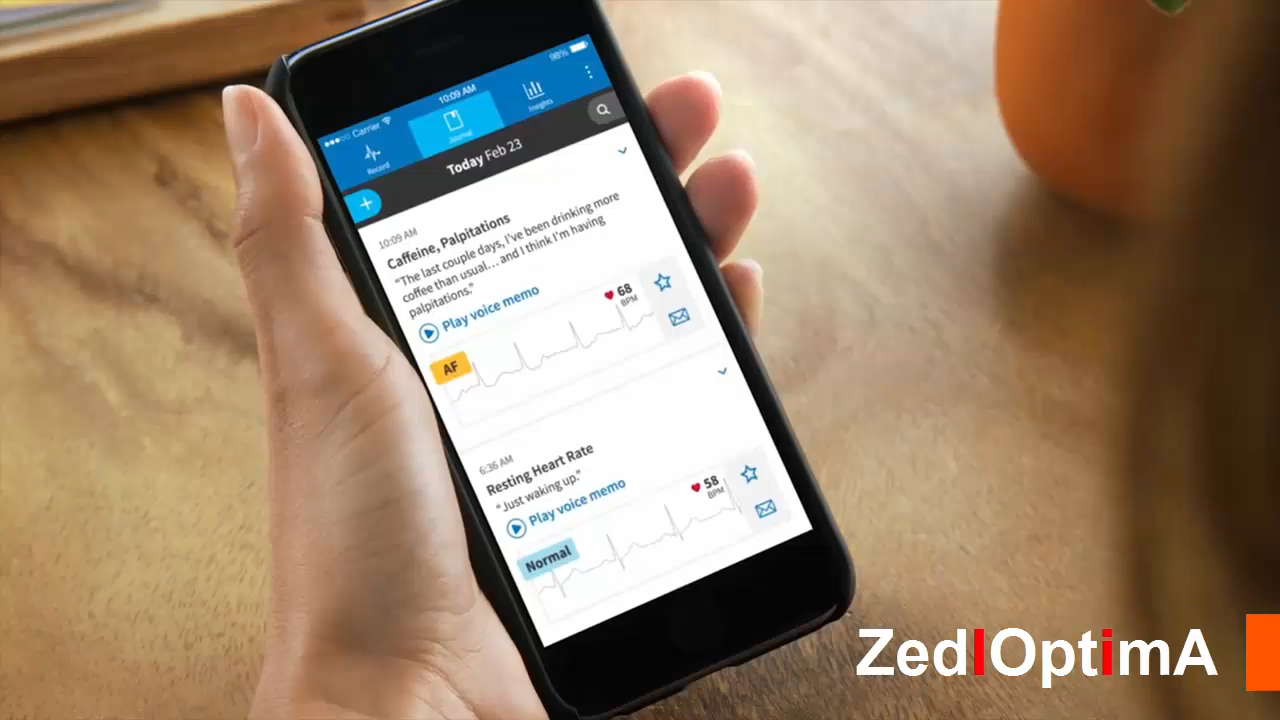 Carrier 10:09 AM 98%
Record Journal Insights
Today Feb 23
+
10:09 AM
Caffeine, Palpitations
“The last couple days, I've been drinking more
coffee than usual... and I think I'm having
palpitations.”
Play voice memo
68
BPM
AF
6:36 AM
Resting Heart Rate
“Just waking up.”
Play voice memo
58
BPM
Normal
ZedIOptimA